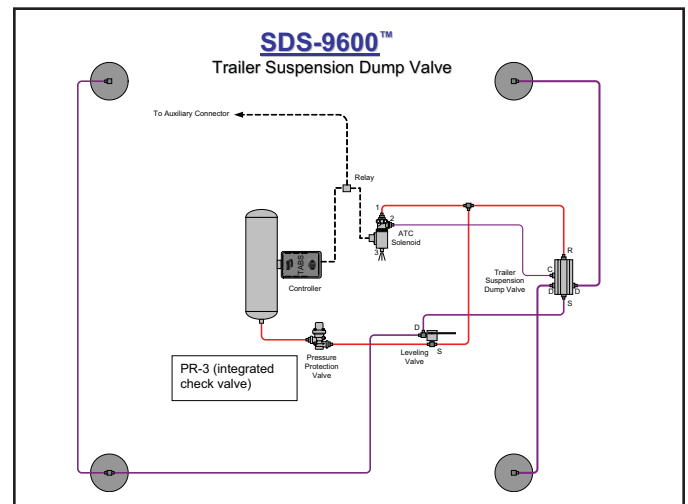 SDS-9600™
Trailer Suspension Dump Valve
To Auxiliary Connector
Relay
1
2
ATC
Solenoid
3
R
C
Trailer
Suspension
Dump Valve
D
D
S
TABS
Controller
D
S
Leveling
Valve
Pressure
Protection
Valve
PR-3 (integrated
check valve)